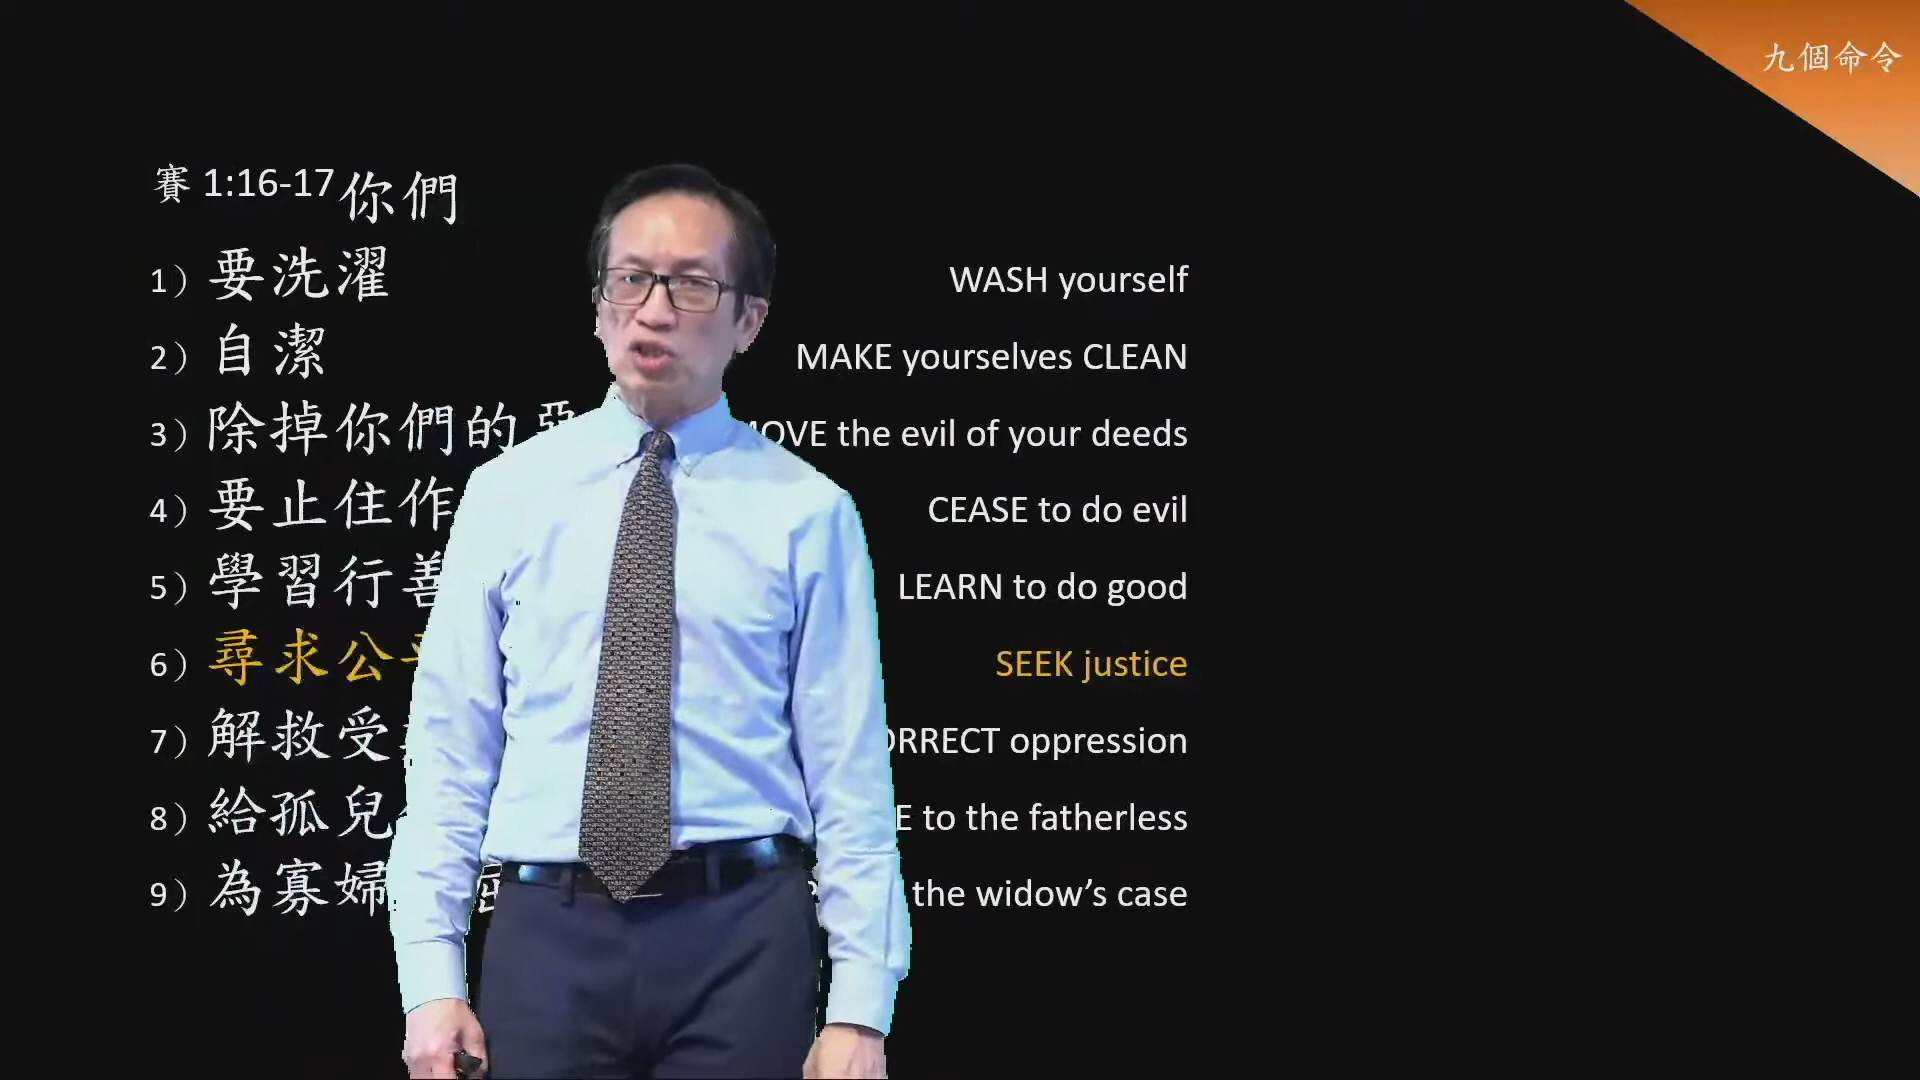 九個命令
賽 1:16-17 你們
1) 要洗濯 WASH yourself
2) 自潔 MAKE yourselves CLEAN
3) 除掉你們的 the evil of your deeds
4) 要止住作 CEASE to do evil
5) 學習行善 LEARN to do good
6) 尋求公 SEEK justice
7) 解救受 oppression
8) 給孤兒 to the fatherless
9) 為寡婦 the widow's case